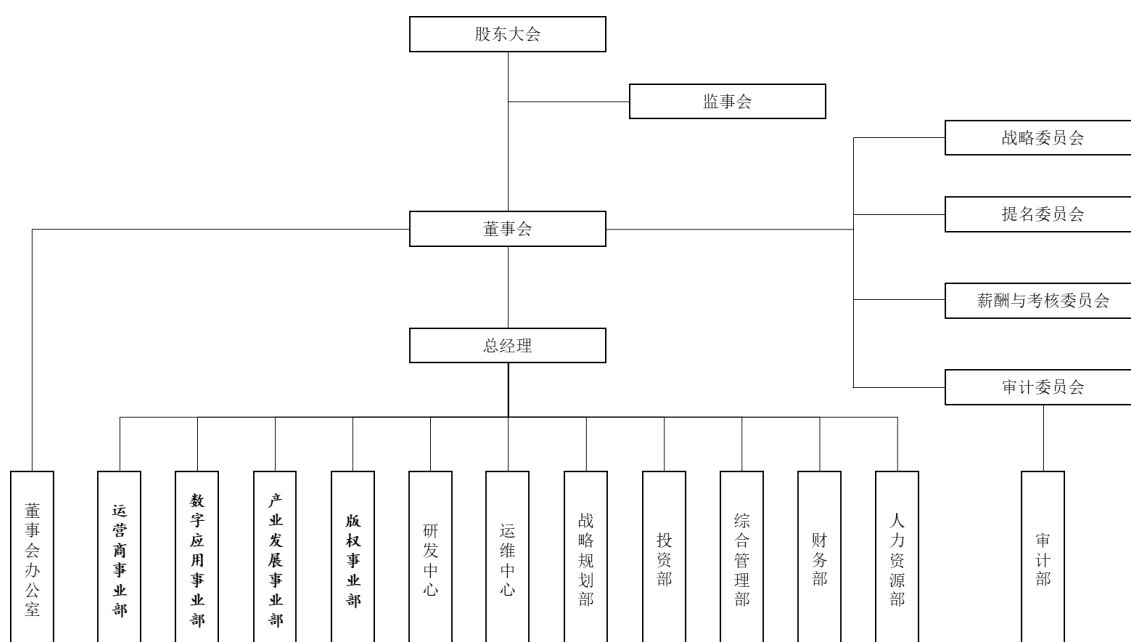 股东大会
监事会
战略委员会
提名委员会
董事会
薪酬与考核委员会
总经理
审计委员会
董事会办公室
运营商事业部
数字应用事业部
产业发展事业部
版权事业部
研发中心
运维中心
战略规划部
投资部
综合管理部
财务部
人力资源部
审计部